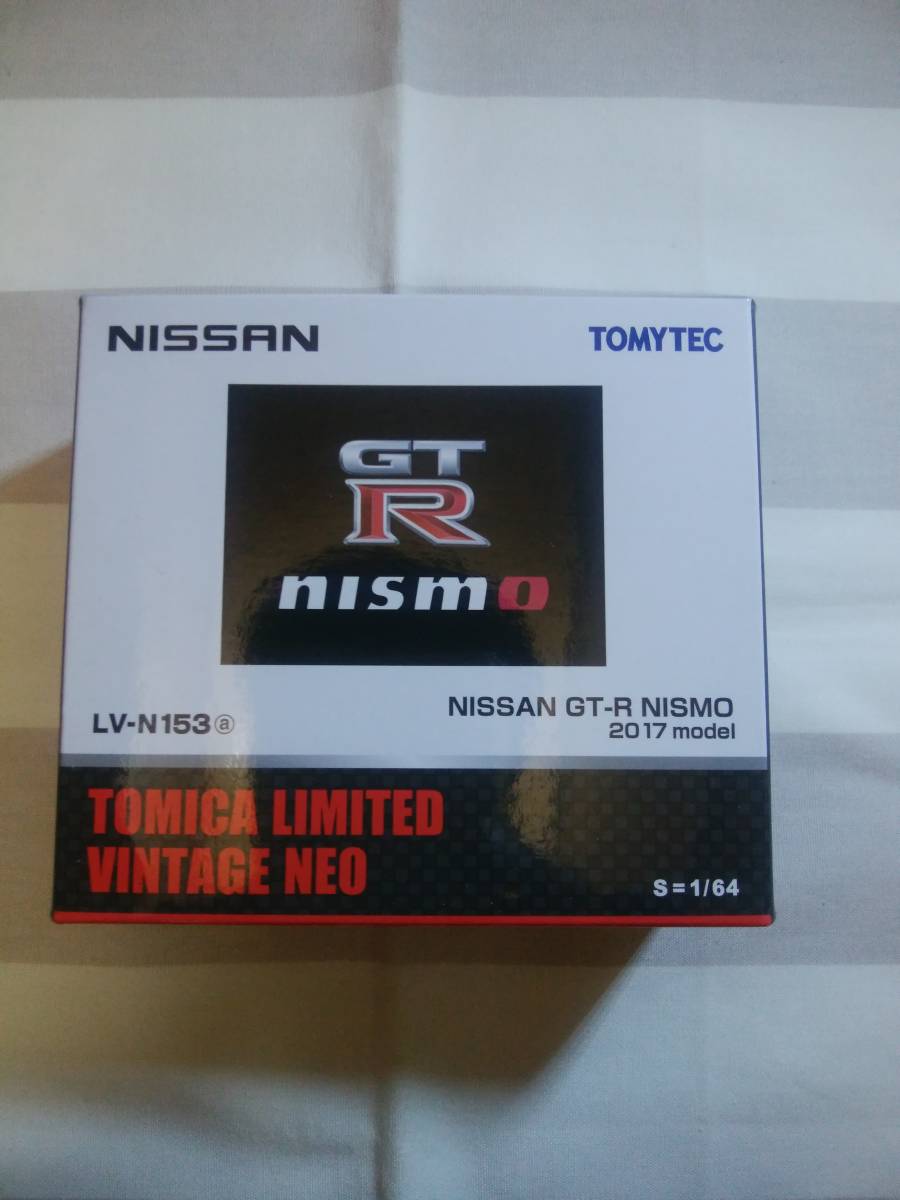 NISSAN
TOMYTEC
GT
R
nismo
LV-N153ⓐ
NISSAN GT-R NISMO
2017 model
TOMICA LIMITED
VINTAGE NEO
S=1/64